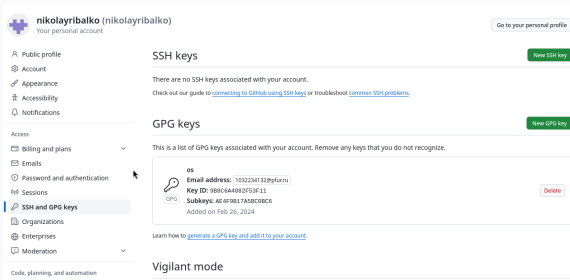 nikolayribalko (nikolayribalko)
Your personal account
Go to your personal profile
Public profile
Account
Appearance
Accessibility
Notifications
Access
Billing and plans
Emails
Password and authentication
Sessions
SSH and GPG keys
Organizations
Enterprises
Moderation
Code, planning, and automation
SSH keys
New SSH key
There are no SSH keys associated with your account.
Check out our guide to connecting to GitHub using SSH keys or troubleshoot common SSH problems.
GPG keys
New GPG key
This is a list of GPG keys associated with your account. Remove any keys that you do not recognize.
os
Email address: 1032234132@pfur.ru
Key ID: 9B8C6A4882F53F11
Subkeys: AE4F9B17A5BC0BC6
Added on Feb 26, 2024
GPG
Delete
Learn how to generate a GPG key and add it to your account.
Vigilant mode